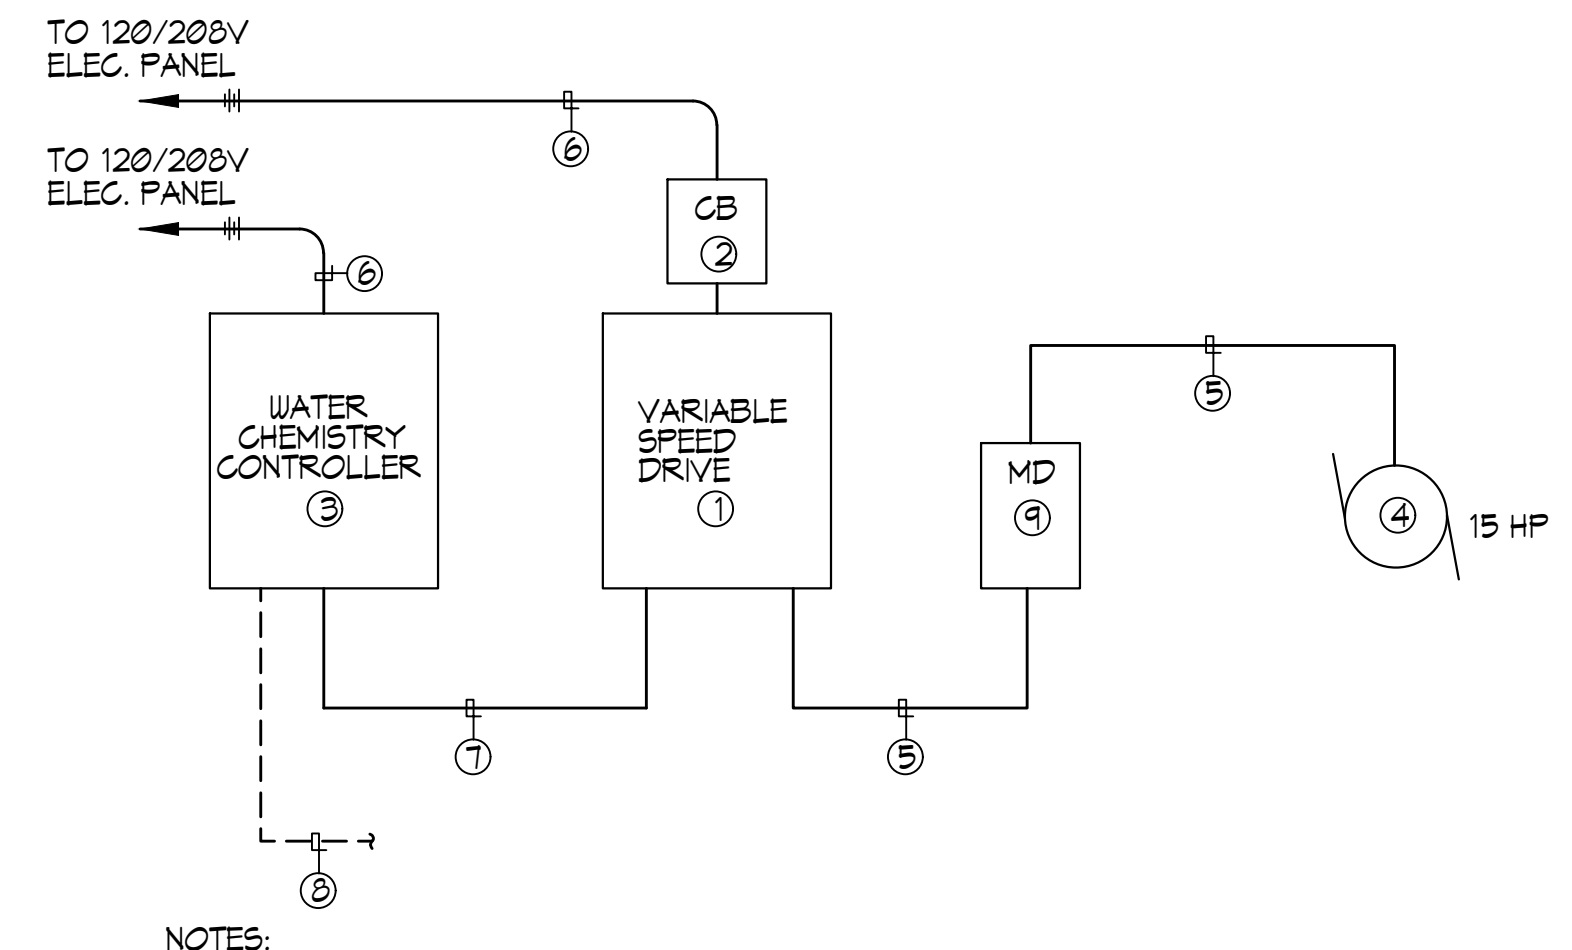 TO 120/208V
ELEC. PANEL
6
TO 120/208V
ELEC. PANEL
6
CB
2
WATER
CHEMISTRY
CONTROLLER
3
VARIABLE
SPEED
DRIVE
1
5
MD
9
4
15 HP
7
5
8
NOTES: